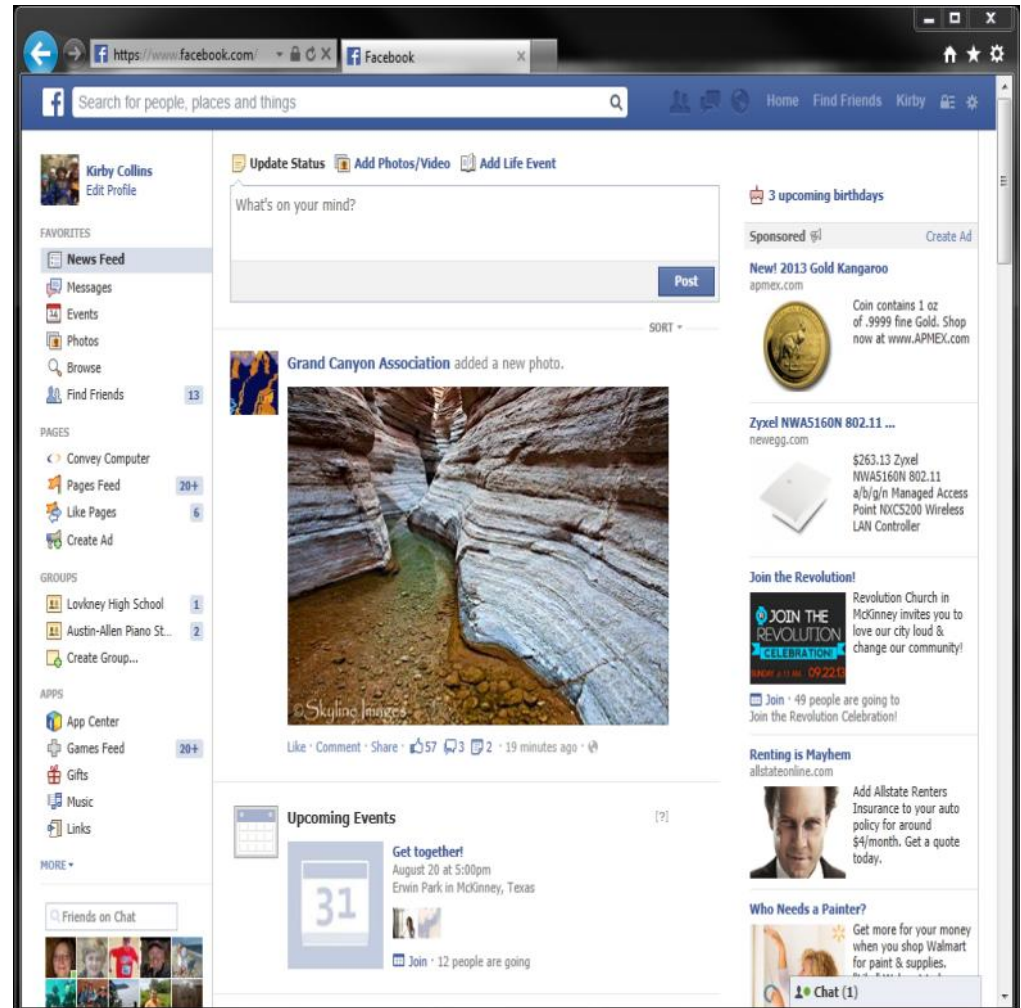 https://www.facebook.com/
Facebook
Search for people, places and things
Home Find Friends Kirby
Kirby Collins
Edit Profile
FAVORITES
News Feed
Messages
Events
Photos
Browse
Find Friends 13
PAGES
Convey Computer
Pages Feed 20+
Like Pages 6
Create Ad
GROUPS
Lovkney High School 1
Austin-Allen Piano St... 2
Create Group...
APPS
App Center
Games Feed 20+
Gifts
Music
Links
MORE
Friends on Chat
Update Status Add Photos/Video Add Life Event
What's on your mind?
Post
SORT
Grand Canyon Association added a new photo.
©Skyline Images
Like · Comment · Share · 57 3 2 · 19 minutes ago ·
Upcoming Events [?]
31
Get together!
August 20 at 5:00pm
Erwin Park in McKinney, Texas
Join · 12 people are going
3 upcoming birthdays
Sponsored Create Ad
New! 2013 Gold Kangaroo
apmex.com
Coin contains 1 oz
of .9999 fine Gold. Shop
now at www.APMEX.com
Zyxel NWA5160N 802.11 ...
newegg.com
$263.13 Zyxel
NWA5160N 802.11
a/b/g/n Managed Access
Point NXC5200 Wireless
LAN Controller
Join the Revolution!
JOIN THE
REVOLUTION
CELEBRATION!
SUNDAY 09.22.13
Revolution Church in
McKinney invites you to
love our city loud &
change our community!
Join · 49 people are going to
Join the Revolution Celebration!
Renting is Mayhem
allstateonline.com
Add Allstate Renters
Insurance to your auto
policy for around
$4/month. Get a quote
today.
Who Needs a Painter?
Get more for your money
when you shop Walmart
for paint & supplies.
Chat (1)